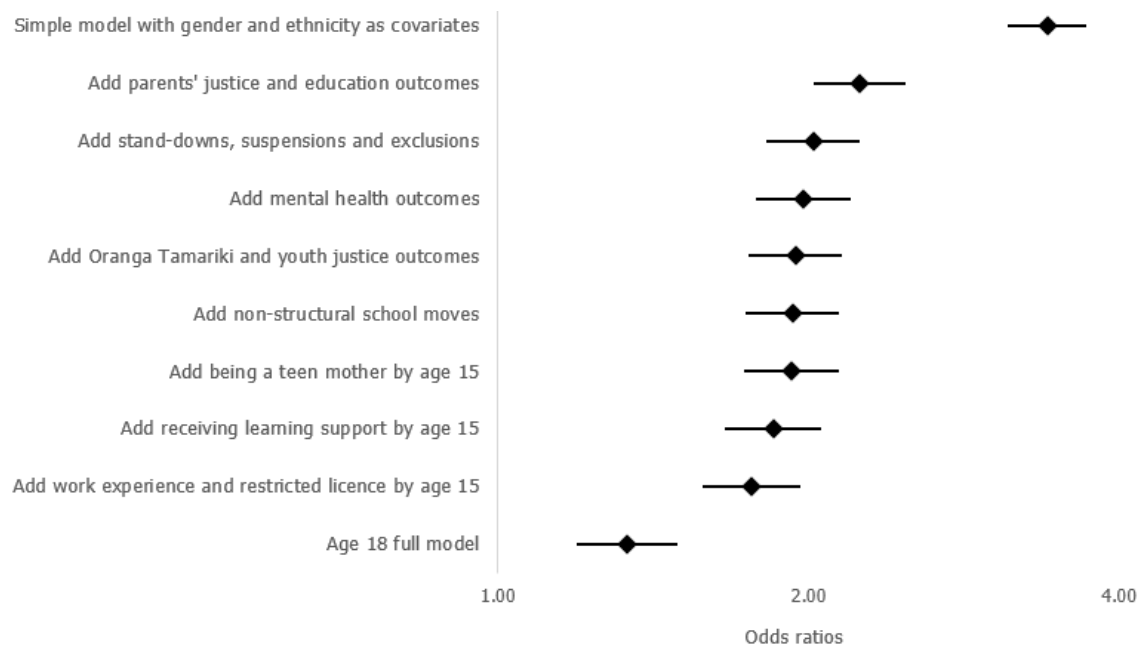 Simple model with gender and ethnicity as covariates
Add parents' justice and education outcomes
Add stand-downs, suspensions and exclusions
Add mental health outcomes
Add Oranga Tamariki and youth justice outcomes
Add non-structural school moves
Add being a teen mother by age 15
Add receiving learning support by age 15
Add work experience and restricted licence by age 15
Age 18 full model
1.00 2.00 4.00
Odds ratios